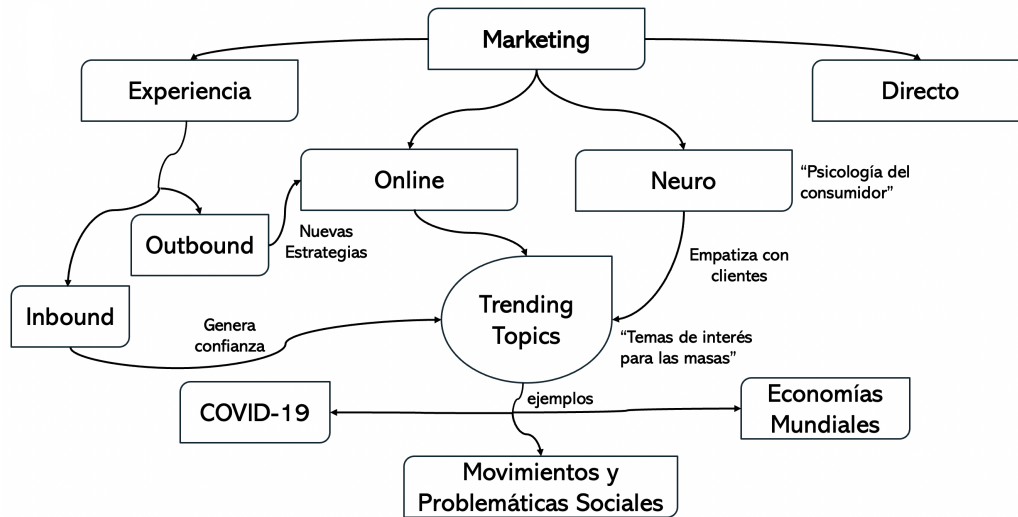 Marketing
Experiencia
Directo
Online
Neuro
“Psicología del
consumidor”
Outbound
Nuevas
Estrategias
Empatiza con
clientes
Inbound
Genera
confianza
Trending
Topics
“Temas de interés
para las masas”
ejemplos
COVID-19
Economías
Mundiales
Movimientos y
Problemáticas Sociales